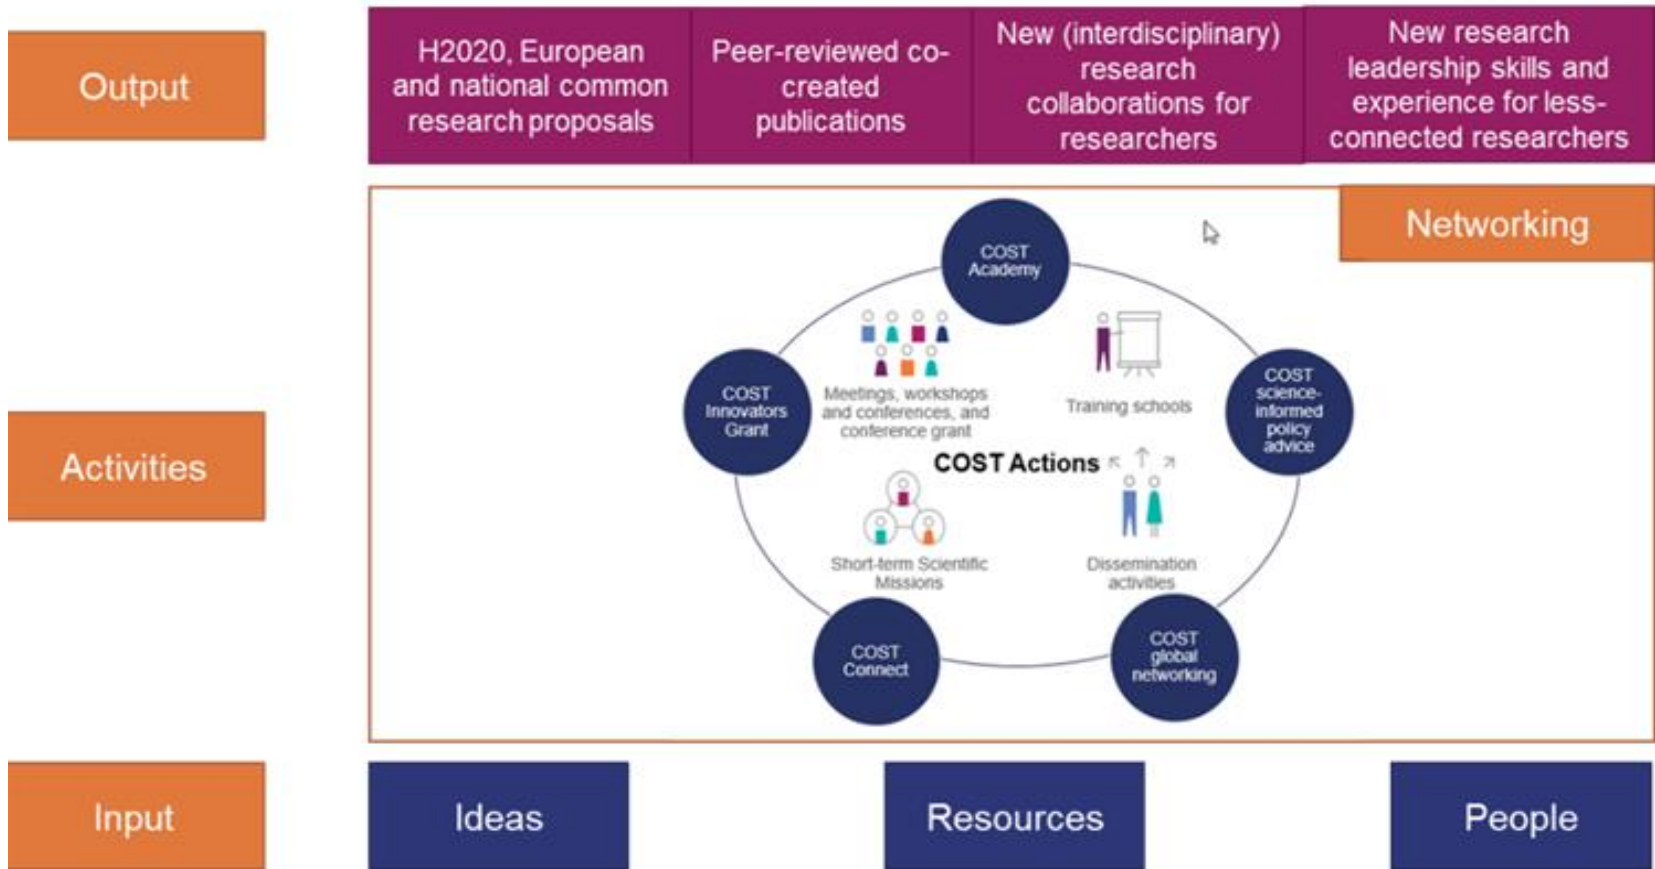 Output
H2020, European
and national common
research proposals
Peer-reviewed co-
created
publications
New (interdisciplinary)
research
collaborations for
researchers
New research
leadership skills and
experience for less-
connected researchers
Networking
COST
Academy
COST
Innovators
Grant
Meetings, workshops
and conferences, and
conference grant
Training schools
COST
science-
informed
policy
advice
Activities
COST Actions
Short-term Scientific
Missions
Dissemination
activities
COST
Connect
COST
global
networking
Input
Ideas
Resources
People